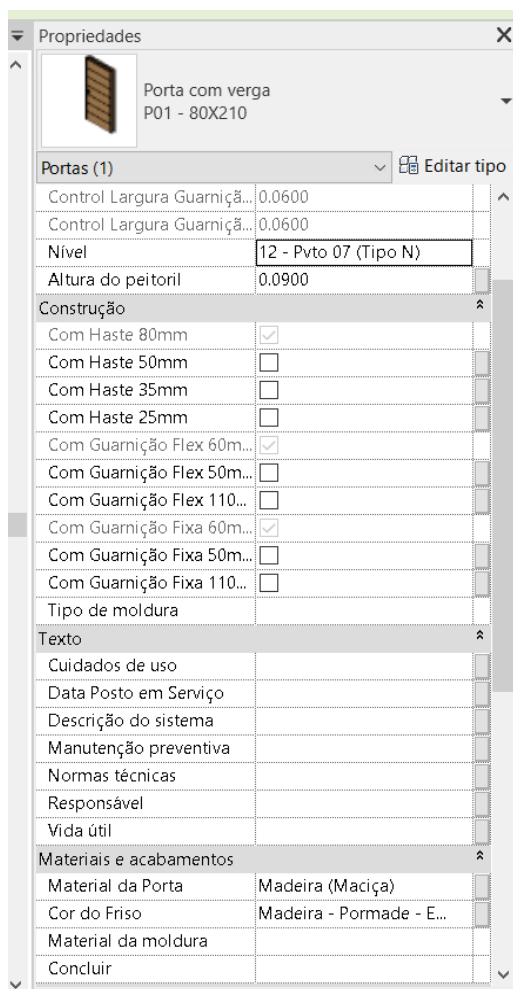 Propriedades
Porta com verga
P01 - 80X210
Portas (1) Editar tipo
Control Largura Guarniçã... 0.0600
Control Largura Guarniçã... 0.0600
Nível 12 - Pvto 07 (Tipo N)
Altura do peitoril 0.0900
Construção
Com Haste 80mm
Com Haste 50mm
Com Haste 35mm
Com Haste 25mm
Com Guarnição Flex 60m...
Com Guarnição Flex 50m...
Com Guarnição Flex 110...
Com Guarnição Fixa 60m...
Com Guarnição Fixa 50m...
Com Guarnição Fixa 110...
Tipo de moldura
Texto
Cuidados de uso
Data Posto em Serviço
Descrição do sistema
Manutenção preventiva
Normas técnicas
Responsável
Vida útil
Materiais e acabamentos
Material da Porta Madeira (Maciça)
Cor do Friso Madeira - Pormade - E...
Material da moldura
Concluir